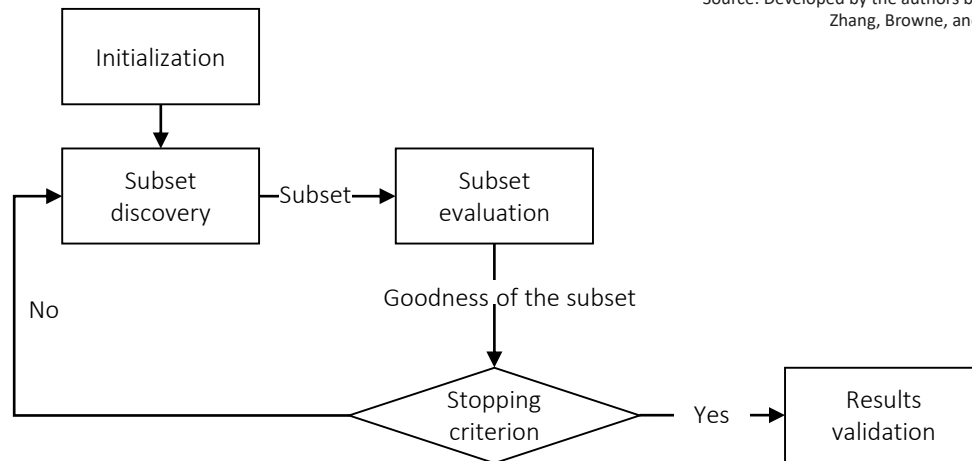 Source: Developed by the authors b
Zhang, Browne, and
Initialization
Subset
discovery
Subset
Subset
evaluation
Goodness of the subset
No
Stopping
criterion
Yes
Results
validation